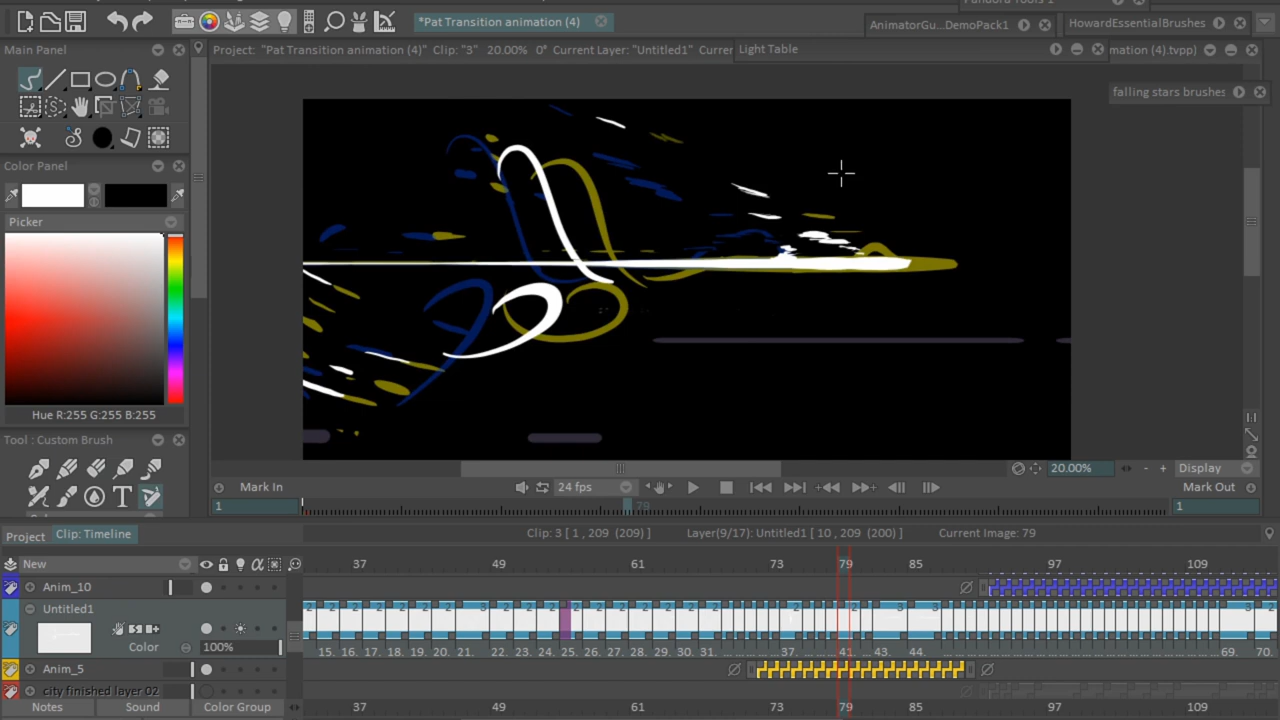 Pandora Tools 1
*Pat Transition animation (4)
AnimatorGu...DemoPack1
HowardEssentialBrushes
Main Panel
Project: "Pat Transition animation (4)" Clip: "3" 20.00% 0° Current Layer: "Untitled1" Currer
Light Table
mation (4).tvpp)
falling stars brushes
Color Panel
Picker
Hue R:255 G:255 B:255
Tool : Custom Brush
T
20.00%
- +
Display
Mark In
24 fps
Mark Out
1
79
1
Project
Clip: Timeline
Clip: 3 [ 1 , 209 (209) ]
Layer(9/17): Untitled1 [ 10 , 209 (200) ]
Current Image: 79
New
37 49 61 73 79 85 97 109
Anim_10
Untitled1
Color
100%
15. 16. 17. 18. 19. 20. 21. 22. 23. 24. 25. 26. 27. 28. 29. 30. 31 37. 41. 43. 44. 69. 70.
Anim_5
city finished layer 02
Notes
Sound
Color Group
37 49 61 73 79 85 97 109